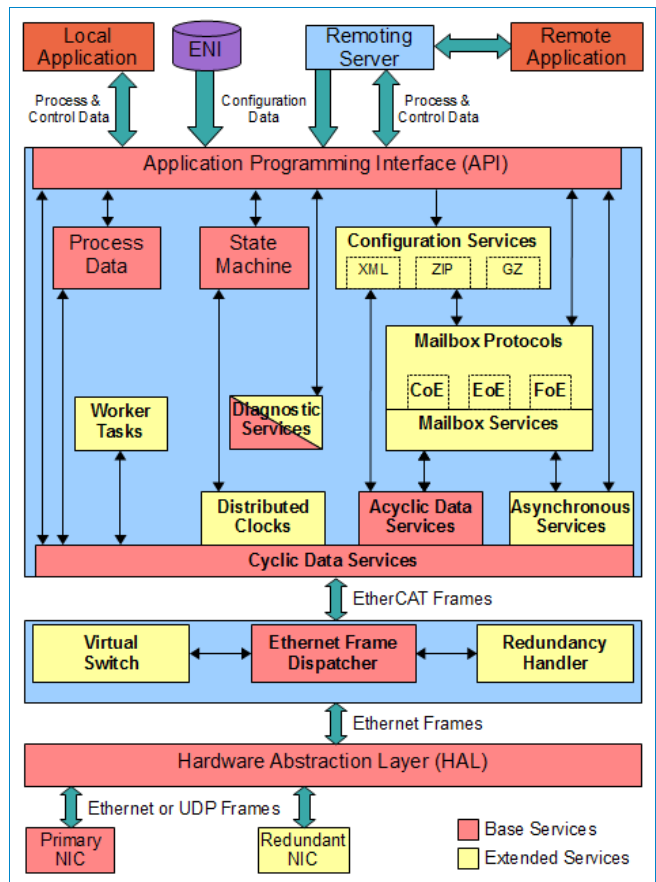 Local
Application
ENI
Remoting
Server
Remote
Application
Process &
Control Data
Configuration
Data
Process &
Control Data
Application Programming Interface (API)
Process
Data
State
Machine
Configuration Services
XML
ZIP
GZ
Mailbox Protocols
CoE
EoE
FoE
Mailbox Services
Worker
Tasks
Diagnostic
Services
Distributed
Clocks
Acyclic Data
Services
Asynchronous
Services
Cyclic Data Services
EtherCAT Frames
Virtual
Switch
Ethernet Frame
Dispatcher
Redundancy
Handler
Ethernet Frames
Hardware Abstraction Layer (HAL)
Ethernet or UDP Frames
Primary
NIC
Redundant
NIC
Base Services
Extended Services